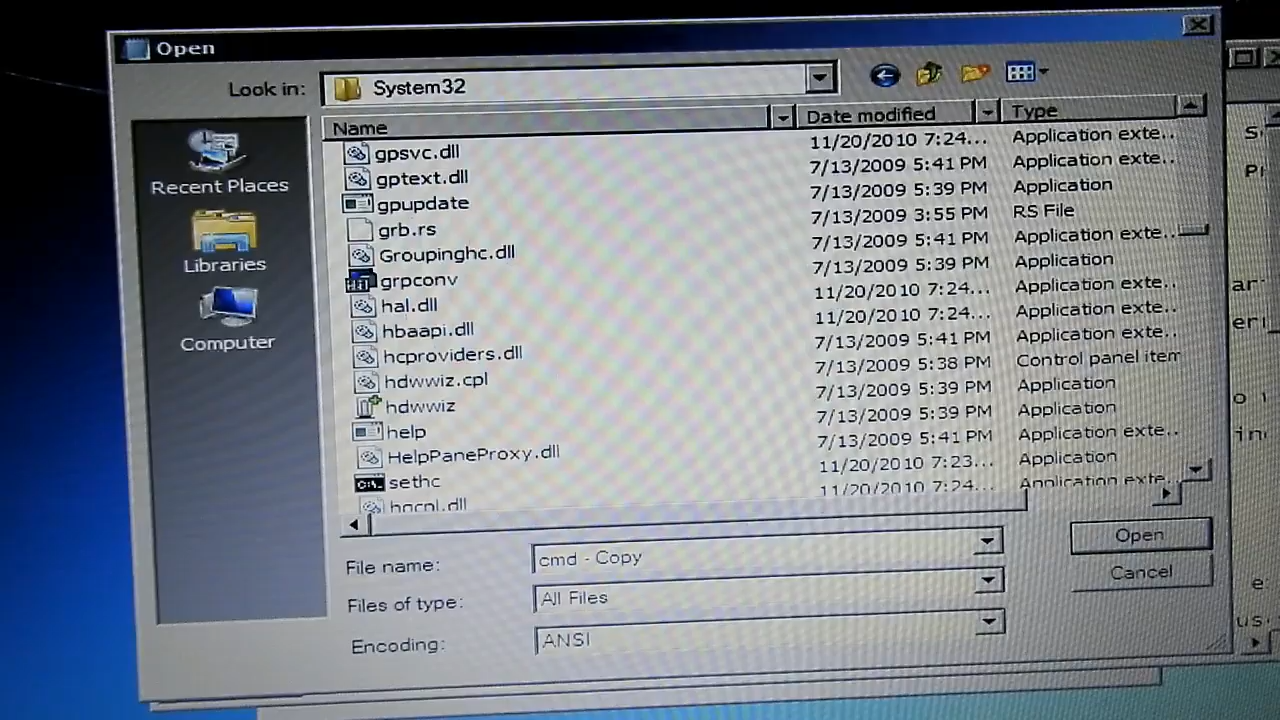 Open
Look in: System32
Name Date modified Type
11/20/2010 7:24... Application exte..
gpsvc.dll 7/13/2009 5:41 PM Application exte..
gptext.dll 7/13/2009 5:39 PM Application
gpupdate 7/13/2009 3:55 PM RS File
grb.rs 7/13/2009 5:41 PM Application exte..
Groupinghc.dll 7/13/2009 5:39 PM Application
grpconv 11/20/2010 7:24... Application exte..
hal.dll 11/20/2010 7:24... Application exte..
hbaapi.dll 7/13/2009 5:41 PM Application exte..
hcproviders.dll 7/13/2009 5:38 PM Control panel item
hdwwiz.cpl 7/13/2009 5:39 PM Application
hdwwiz 7/13/2009 5:39 PM Application
help 7/13/2009 5:41 PM Application exte..
HelpPaneProxy.dll 11/20/2010 7:23... Application
sethc 11/20/2010 7:24... Application exte..
Recent Places
Libraries
Computer
File name: cmd - Copy
Files of type: All Files
Encoding: ANSI
Open
Cancel